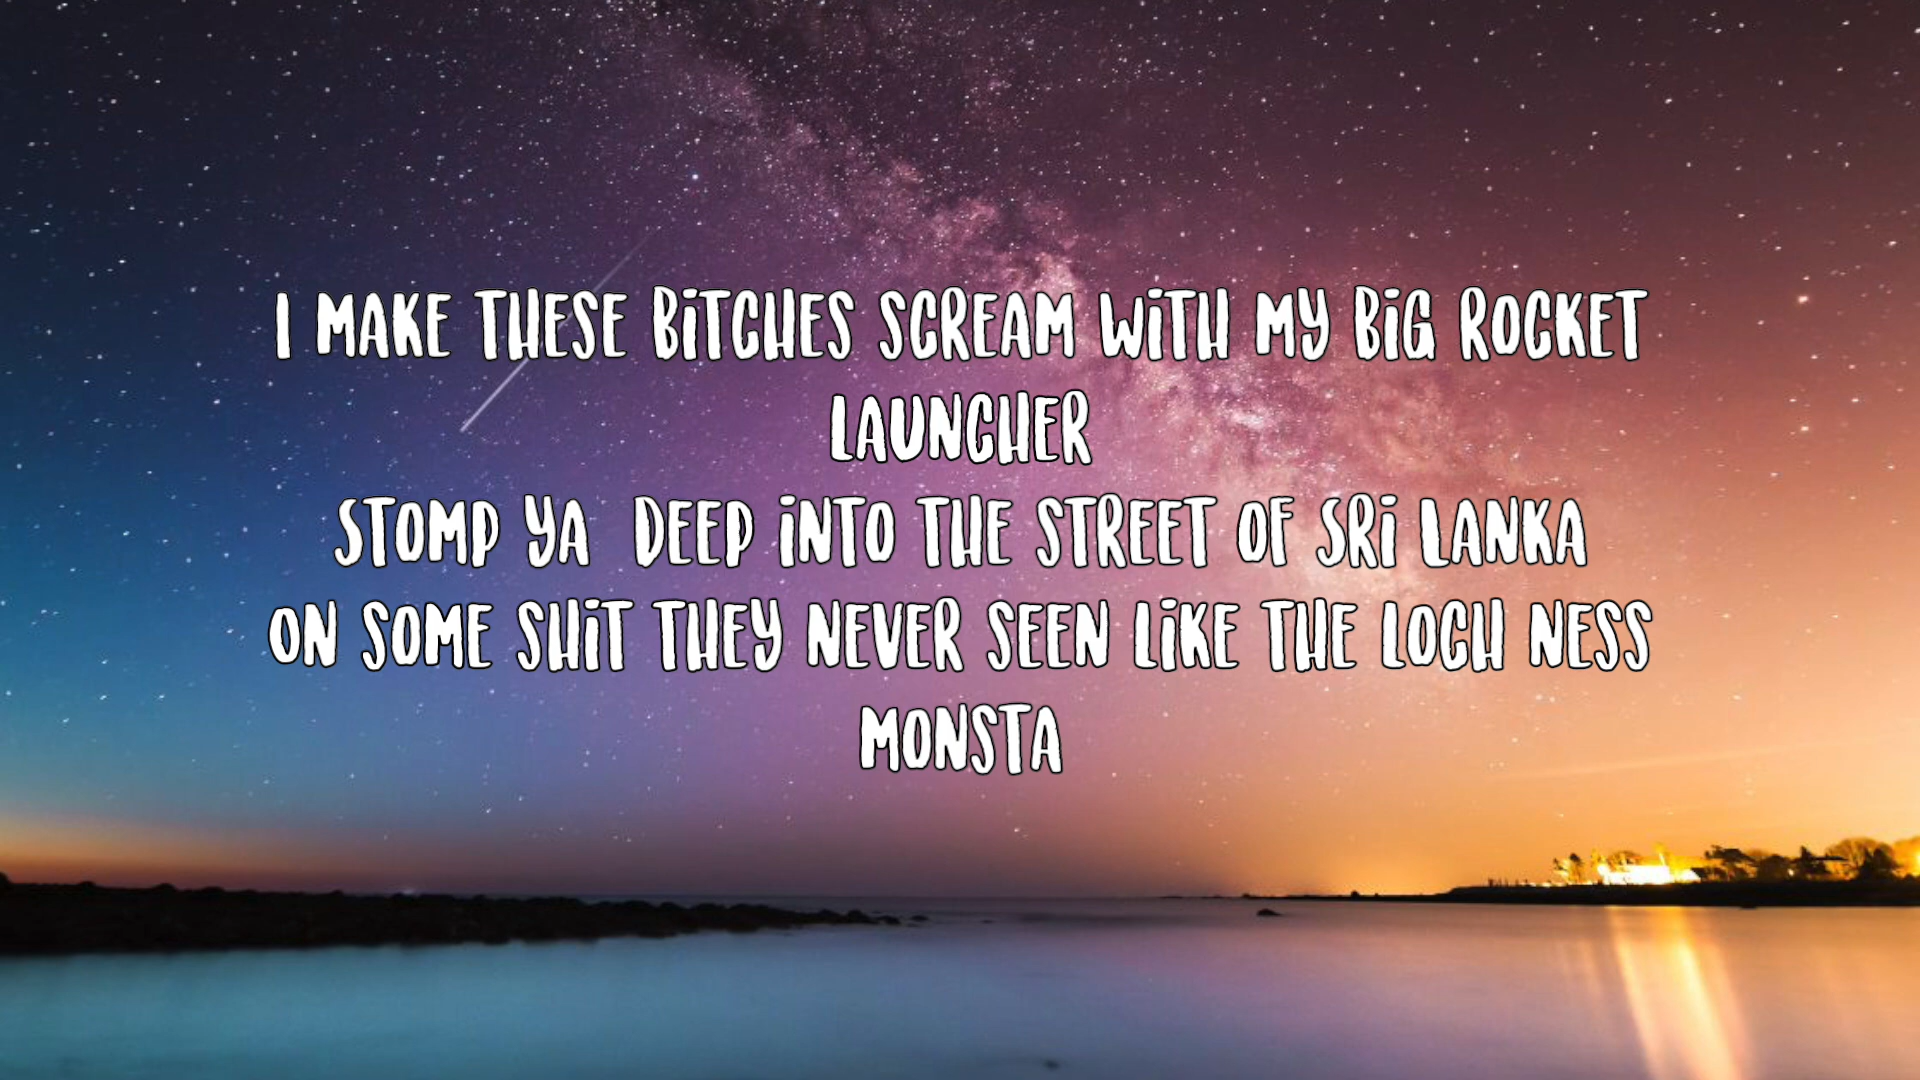 I MAKE THESE BITCHES SCREAM WITH MY BIG ROCKET
LAUNCHER
STOMP YA  DEEP INTO THE STREET OF SRI LANKA
ON SOME SHIT THEY NEVER SEEN LIKE THE LOCH NESS
MONSTA